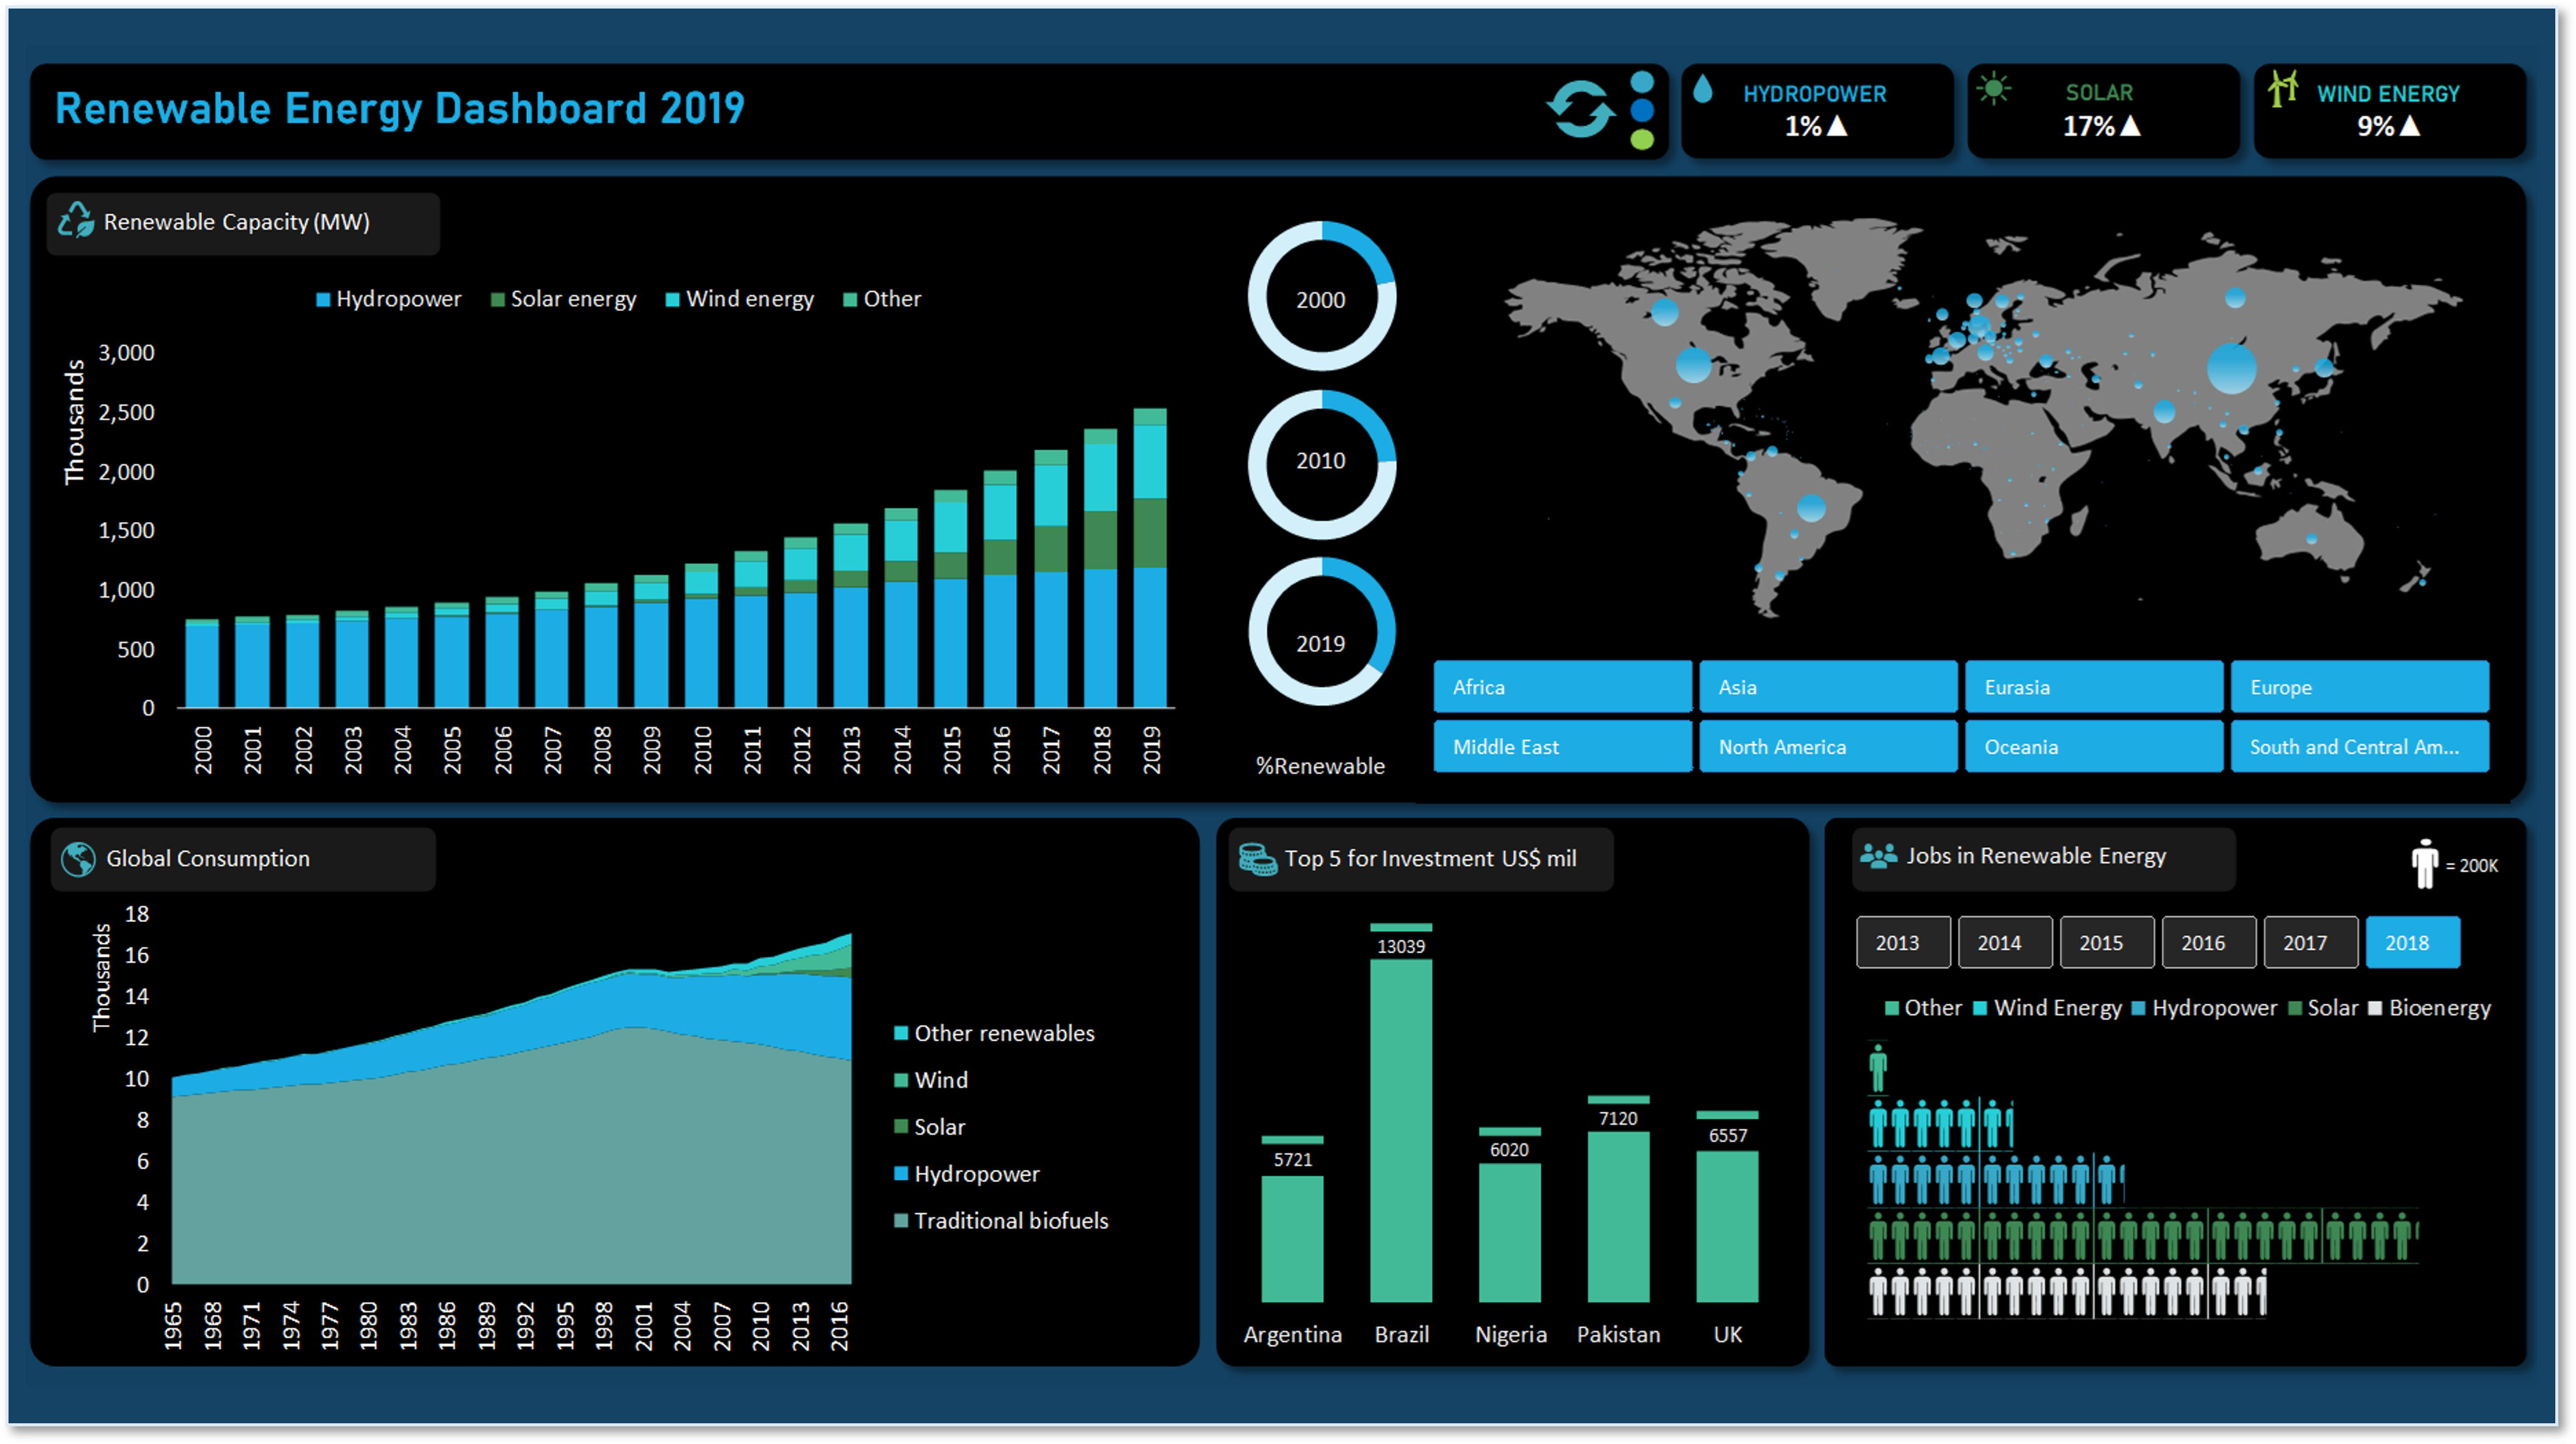 Renewable Energy Dashboard 2019
HYDROPOWER
1%▲
SOLAR
17%▲
WIND ENERGY
9%▲
Renewable Capacity (MW)
Hydropower Solar energy Wind energy Other
Thousands
3,000
2,500
2,000
1,500
1,000
500
0
2000 2001 2002 2003 2004 2005 2006 2007 2008 2009 2010 2011 2012 2013 2014 2015 2016 2017 2018 2019
2000
2010
2019
%Renewable
Africa Asia Eurasia Europe
Middle East North America Oceania South and Central Am...
Global Consumption
Thousands
18
16
14
12
10
8
6
4
2
0
1965 1968 1971 1974 1977 1980 1983 1986 1989 1992 1995 1998 2001 2004 2007 2010 2013 2016
Other renewables
Wind
Solar
Hydropower
Traditional biofuels
Top 5 for Investment US$ mil
5721
13039
6020
7120
6557
Argentina Brazil Nigeria Pakistan UK
Jobs in Renewable Energy
= 200K
2013 2014 2015 2016 2017 2018
Other Wind Energy Hydropower Solar Bioenergy